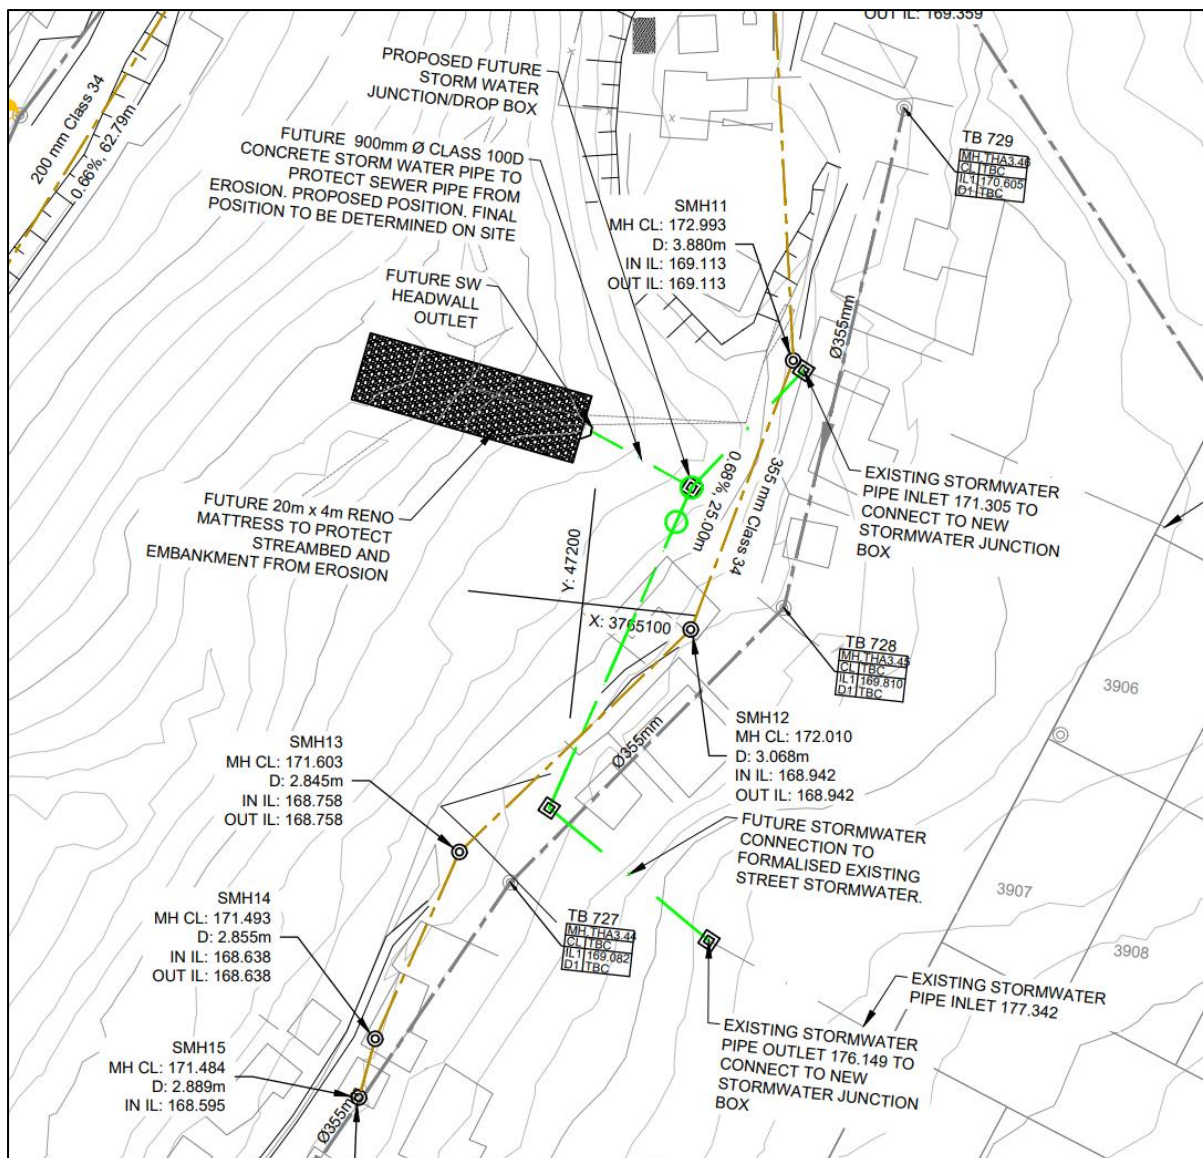 OUT IL: 169.359
PROPOSED FUTURE
STORM WATER
JUNCTION/DROP BOX
200 mm Class 34
0.66%, 62.79m
FUTURE 900mm Ø CLASS 100D
CONCRETE STORM WATER PIPE TO
PROTECT SEWER PIPE FROM
EROSION. PROPOSED POSITION. FINAL
POSITION TO BE DETERMINED ON SITE
TB 729
MH.THA3.46
CL TBC
IL1 170.605
D1 TBC
SMH11
MH CL: 172.993
D: 3.880m
IN IL: 169.113
OUT IL: 169.113
FUTURE SW
HEADWALL
OUTLET
Ø355mm
0.68%, 25.00m
355 mm Class 34
EXISTING STORMWATER
PIPE INLET 171.305 TO
CONNECT TO NEW
STORMWATER JUNCTION
BOX
FUTURE 20m x 4m RENO
MATTRESS TO PROTECT
STREAMBED AND
EMBANKMENT FROM EROSION
Y: 47200
X: 3765100
TB 728
MH.THA3.45
CL TBC
IL1 169.810
D1 TBC
3906
SMH12
MH CL: 172.010
D: 3.068m
IN IL: 168.942
OUT IL: 168.942
Ø355mm
SMH13
MH CL: 171.603
D: 2.845m
IN IL: 168.758
OUT IL: 168.758
FUTURE STORMWATER
CONNECTION TO
FORMALISED EXISTING
STREET STORMWATER.
3907
SMH14
MH CL: 171.493
D: 2.855m
IN IL: 168.638
OUT IL: 168.638
TB 727
MH.THA3.44
CL TBC
IL1 169.082
D1 TBC
3908
EXISTING STORMWATER
PIPE INLET 177.342
EXISTING STORMWATER
PIPE OUTLET 176.149 TO
CONNECT TO NEW
STORMWATER JUNCTION
BOX
SMH15
MH CL: 171.484
D: 2.889m
IN IL: 168.595
Ø355mm